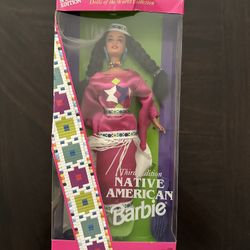 EDITION
Dolls of the World Collection
Third Edition
NATIVE
AMERICAN
Barbie